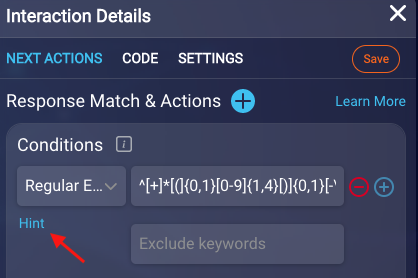 Interaction Details
NEXT ACTIONS CODE SETTINGS Save
Response Match & Actions Learn More
Conditions i
Regular E... ^[+]*[(]{0,1}[0-9]{1,4}[)]{0,1}[-
Hint
Exclude keywords